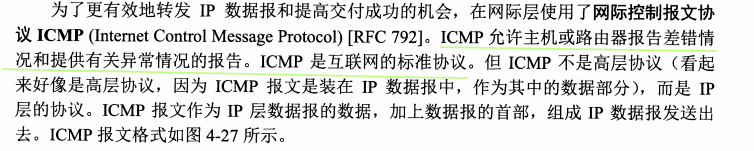 为了更有效地转发 IP 数据报和提高交付成功的机会，在网际层使用了网际控制报文协
议 ICMP (Internet Control Message Protocol) [RFC 792]。ICMP 允许主机或路由器报告差错情
况和提供有关异常情况的报告。ICMP 是互联网的标准协议。但 ICMP 不是高层协议（看起
来好像是高层协议，因为 ICMP 报文是装在 IP 数据报中，作为其中的数据部分），而是 IP
层的协议。ICMP 报文作为 IP 层数据报的数据，加上数据报的首部，组成 IP 数据报发送出
去。ICMP 报文格式如图 4-27 所示。